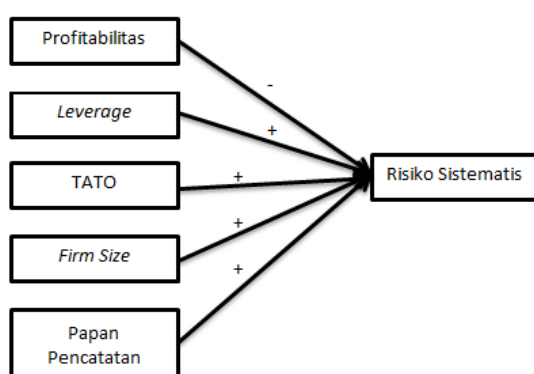 Profitabilitas
-
Leverage
+
TATO
+
Risiko Sistematis
Firm Size
+
+
Papan
Pencatatan